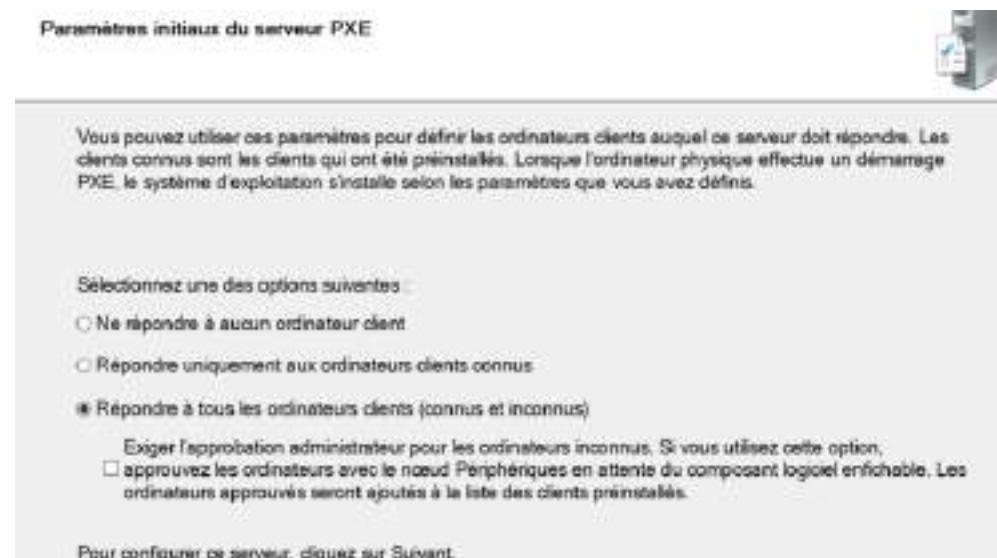 Paramètres initiaux du serveur PXE
Vous pouvez utiliser ces paramètres pour définir les ordinateurs clients auquel ce serveur doit répondre. Les
clients connus sont les clients qui ont été préinstallés. Lorsque l'ordinateur physique effectue un démarrage
PXE, le système d'exploitation s'installe selon les paramètres que vous avez définis.
Sélectionnez une des options suivantes :
Ne répondre à aucun ordinateur client
Répondre uniquement aux ordinateurs clients connus
Répondre à tous les ordinateurs clients (connus et inconnus)
Exiger l'approbation administrateur pour les ordinateurs inconnus. Si vous utilisez cette option,
approuvez les ordinateurs avec le nœud Périphériques en attente du composant logiciel enfichable. Les
ordinateurs approuvés seront ajoutés à la liste des clients préinstallés.
Pour configurer ce serveur, cliquez sur Suivant.